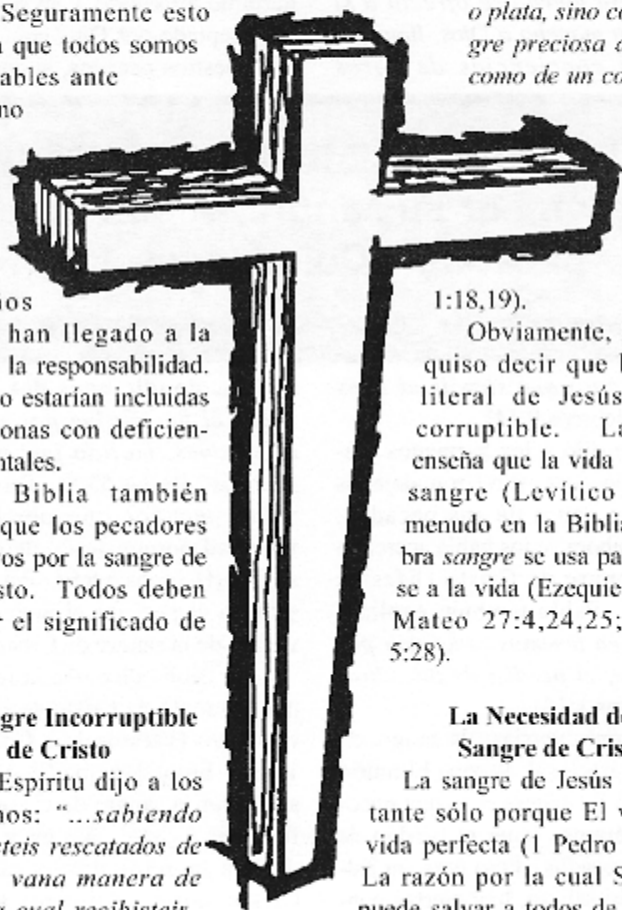 Seguramente esto
a que todos somos
ables ante
no
nos
han llegado a la
la responsabilidad.
o estarían incluidas
onas con deficien-
ntales.
Biblia también
que los pecadores
os por la sangre de
sto. Todos deben
r el significado de
gre Incorruptible
de Cristo
Espíritu dijo a los
nos: “...sabiendo
steis rescatados de
vana manera de
a cual recibisteis
o plata, sino co
gre preciosa d
como de un co
1:18,19).
Obviamente,
quiso decir que l
literal de Jesús
corruptible. La
enseña que la vida
sangre (Levítico
menudo en la Biblia
bra sangre se usa pa
se a la vida (Ezequie
Mateo 27:4,24,25;
5:28).
La Necesidad de
Sangre de Cris
La sangre de Jesús
tante sólo porque El v
vida perfecta (1 Pedro
La razón por la cual S
puede salvar a todos de